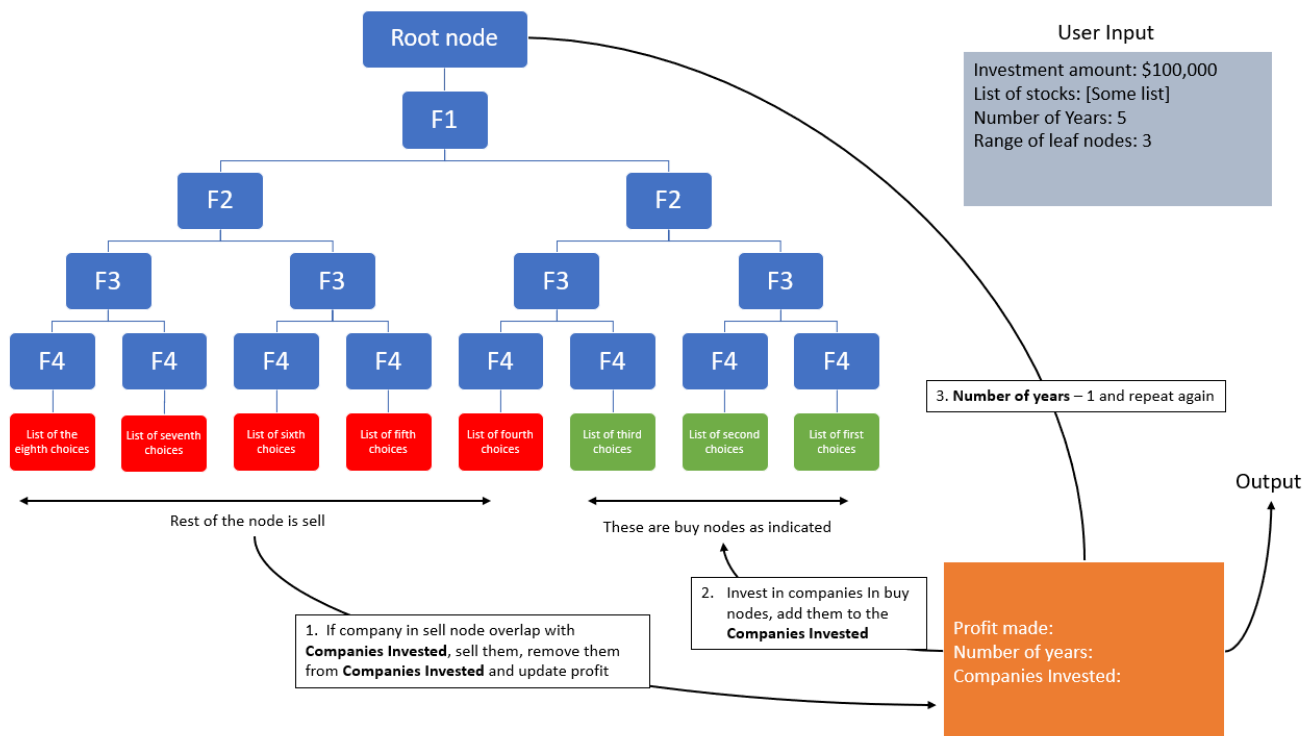 Root node
User Input
Investment amount: $100,000
List of stocks: [Some list]
Number of Years: 5
Range of leaf nodes: 3
F1
F2
F2
F3
F3
F3
F3
F4
F4
F4
F4
F4
F4
F4
F4
3. Number of years – 1 and repeat again
List of the
eighth choices
List of seventh
choices
List of sixth
choices
List of fifth
choices
List of fourth
choices
List of third
choices
List of second
choices
List of first
choices
Output
Rest of the node is sell
These are buy nodes as indicated
2. Invest in companies In buy
nodes, add them to the
Companies Invested
1. If company in sell node overlap with
Companies Invested, sell them, remove them
from Companies Invested and update profit
Profit made:
Number of years:
Companies Invested: